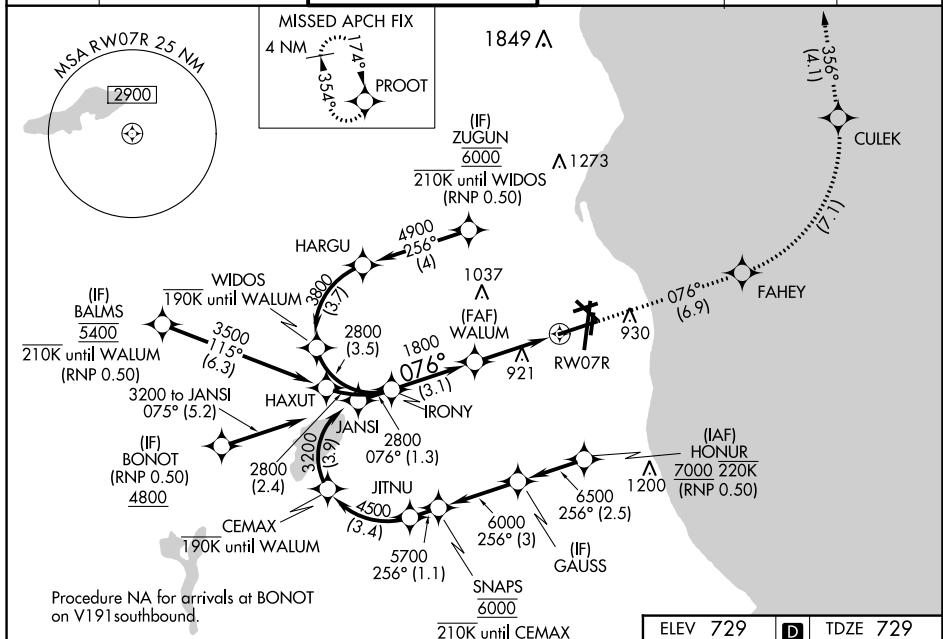 MISSED APCH FIX
4 NM
174°
354°
PROOT
MSA RW07R 25 NM
2900
1849
356°
(4.1)
CULEK
(IF)
ZUGUN
6000
210K until WIDOS
(RNP 0.50)
1273
4900
256°
(4)
HARGU
3800
(3.7)
WIDOS
190K until WALUM
(1.7)
1037
(FAF)
WALUM
FAHEY
076°
(6.9)
930
RW07R
921
(IF)
BALMS
5400
210K until WALUM
(RNP 0.50)
3500
115°
(6.3)
2800
(3.5)
1800
076°
(3.1)
HAXUT
IRONY
JANSI
3200 to JANSI
075° (5.2)
2800
076° (1.3)
(IF)
BONOT
(RNP 0.50)
4800
2800
(2.4)
3200
(3.9)
(IAF)
HONUR
7000 220K
(RNP 0.50)
1200
JITNU
4500
(3.4)
6500
256° (2.5)
CEMAX
190K until WALUM
6000
256° (3)
(IF)
GAUSS
5700
256° (1.1)
SNAPS
6000
210K until CEMAX
Procedure NA for arrivals at BONOT
on V191 southbound.
ELEV 729 D TDZE 729